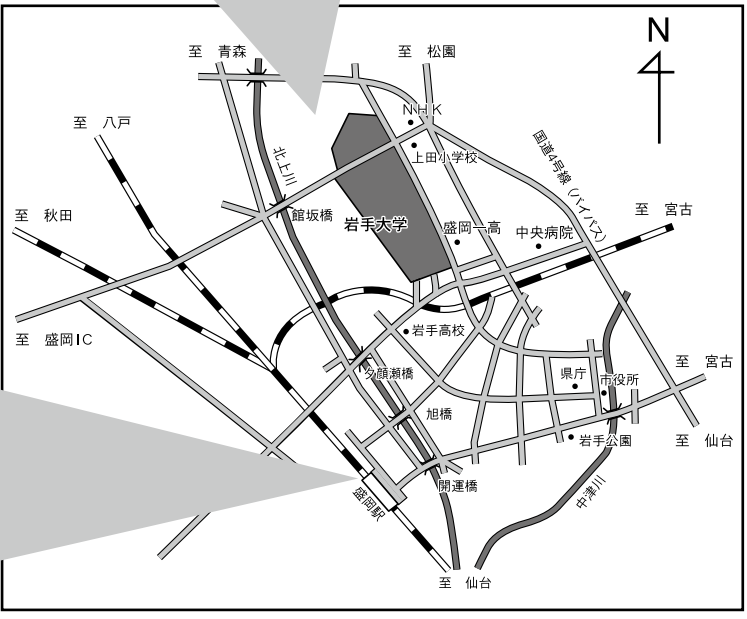 N
至 青森
至 松園
NHK
至 八戸
上田小学校
国道4号線（バイパス）
北上川
至 秋田
館坂橋
至 宮古
岩手大学
盛岡一高
中央病院
至 盛岡IC
岩手高校
夕顔瀬橋
県庁
市役所
至 宮古
旭橋
岩手公園
至 仙台
開運橋
盛岡駅
中津川
至 仙台